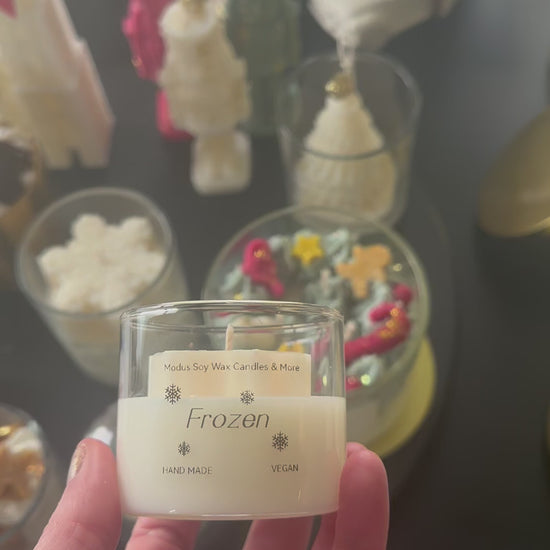 Modus Soy Wax Candles & More
Frozen
HAND MADE VEGAN